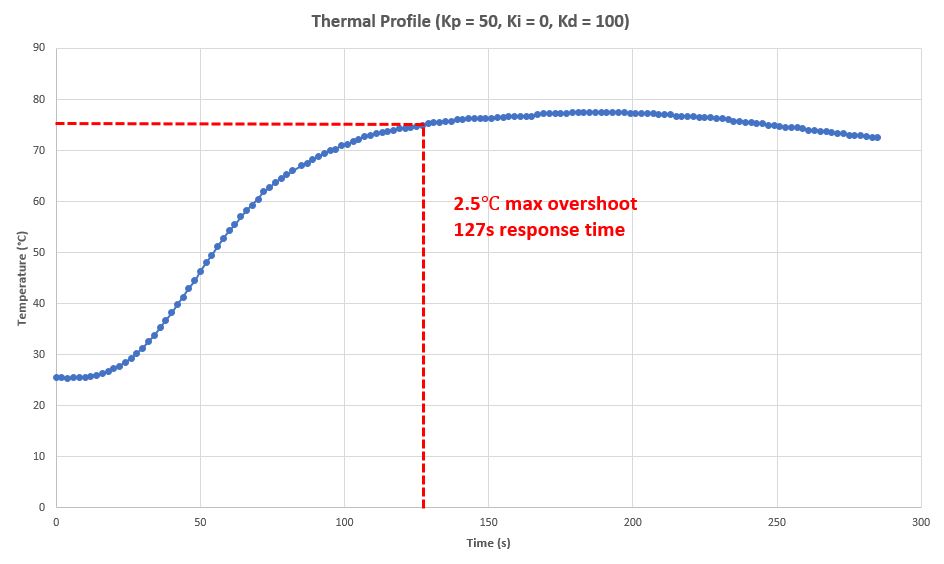 Thermal Profile (Kp = 50, Ki = 0, Kd = 100)
90
80
70
60
50
40
30
20
10
0
Temperature (°C)
2.5℃ max overshoot
127s response time
0 50 100 150 200 250 300
Time (s)